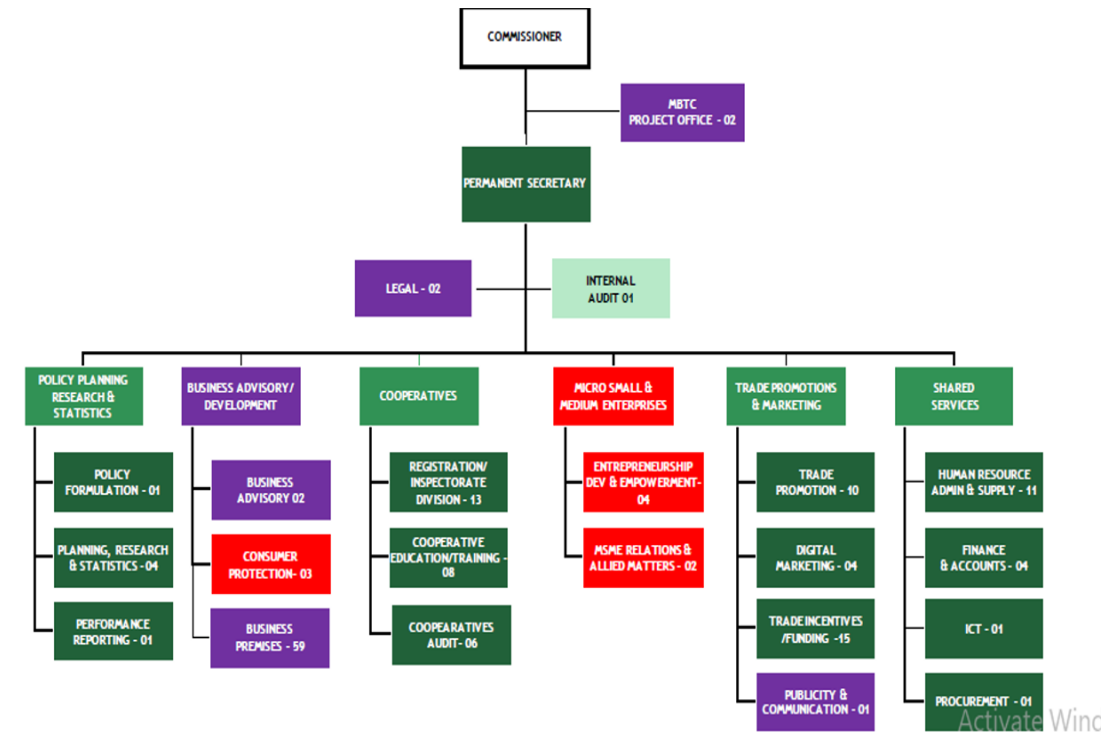 COMMISSIONER
MBTC
PROJECT OFFICE - 02
PERMANENT SECRETARY
LEGAL - 02
INTERNAL
AUDIT 01
POLICY PLANNING
RESEARCH &
STATISTICS
BUSINESS ADVISORY/
DEVELOPMENT
COOPERATIVES
MICRO SMALL &
MEDIUM ENTERPRISES
TRADE PROMOTIONS
& MARKETING
SHARED
SERVICES
POLICY
FORMULATION - 01
PLANNING, RESEARCH
& STATISTICS - 04
PERFORMANCE
REPORTING - 01
BUSINESS
ADVISORY 02
CONSUMER
PROTECTION- 03
BUSINESS
PREMISES - 59
REGISTRATION/
INSPECTORATE
DIVISION - 13
COOPERATIVE
EDUCATION/TRAINING -
08
COOPEARATIVES
AUDIT- 06
ENTREPRENEURSHIP
DEV & EMPOWERMENT-
04
MSME RELATIONS &
ALLIED MATTERS - 02
TRADE
PROMOTION - 10
DIGITAL
MARKETING - 04
TRADE INCENTIVES
/FUNDING -15
PUBLICITY &
COMMUNICATION - 01
HUMAN RESOURCE
ADMIN & SUPPLY - 11
FINANCE
& ACCOUNTS - 04
ICT - 01
PROCUREMENT - 01
Activate Wind